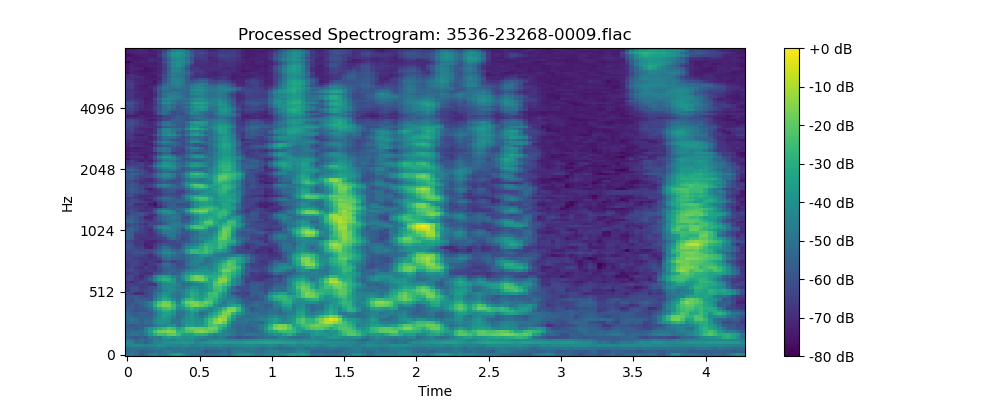 Processed Spectrogram: 3536-23268-0009.flac
Hz
4096
2048
1024
512
0
0 0.5 1 1.5 2 2.5 3 3.5 4
Time
+0 dB
-10 dB
-20 dB
-30 dB
-40 dB
-50 dB
-60 dB
-70 dB
-80 dB